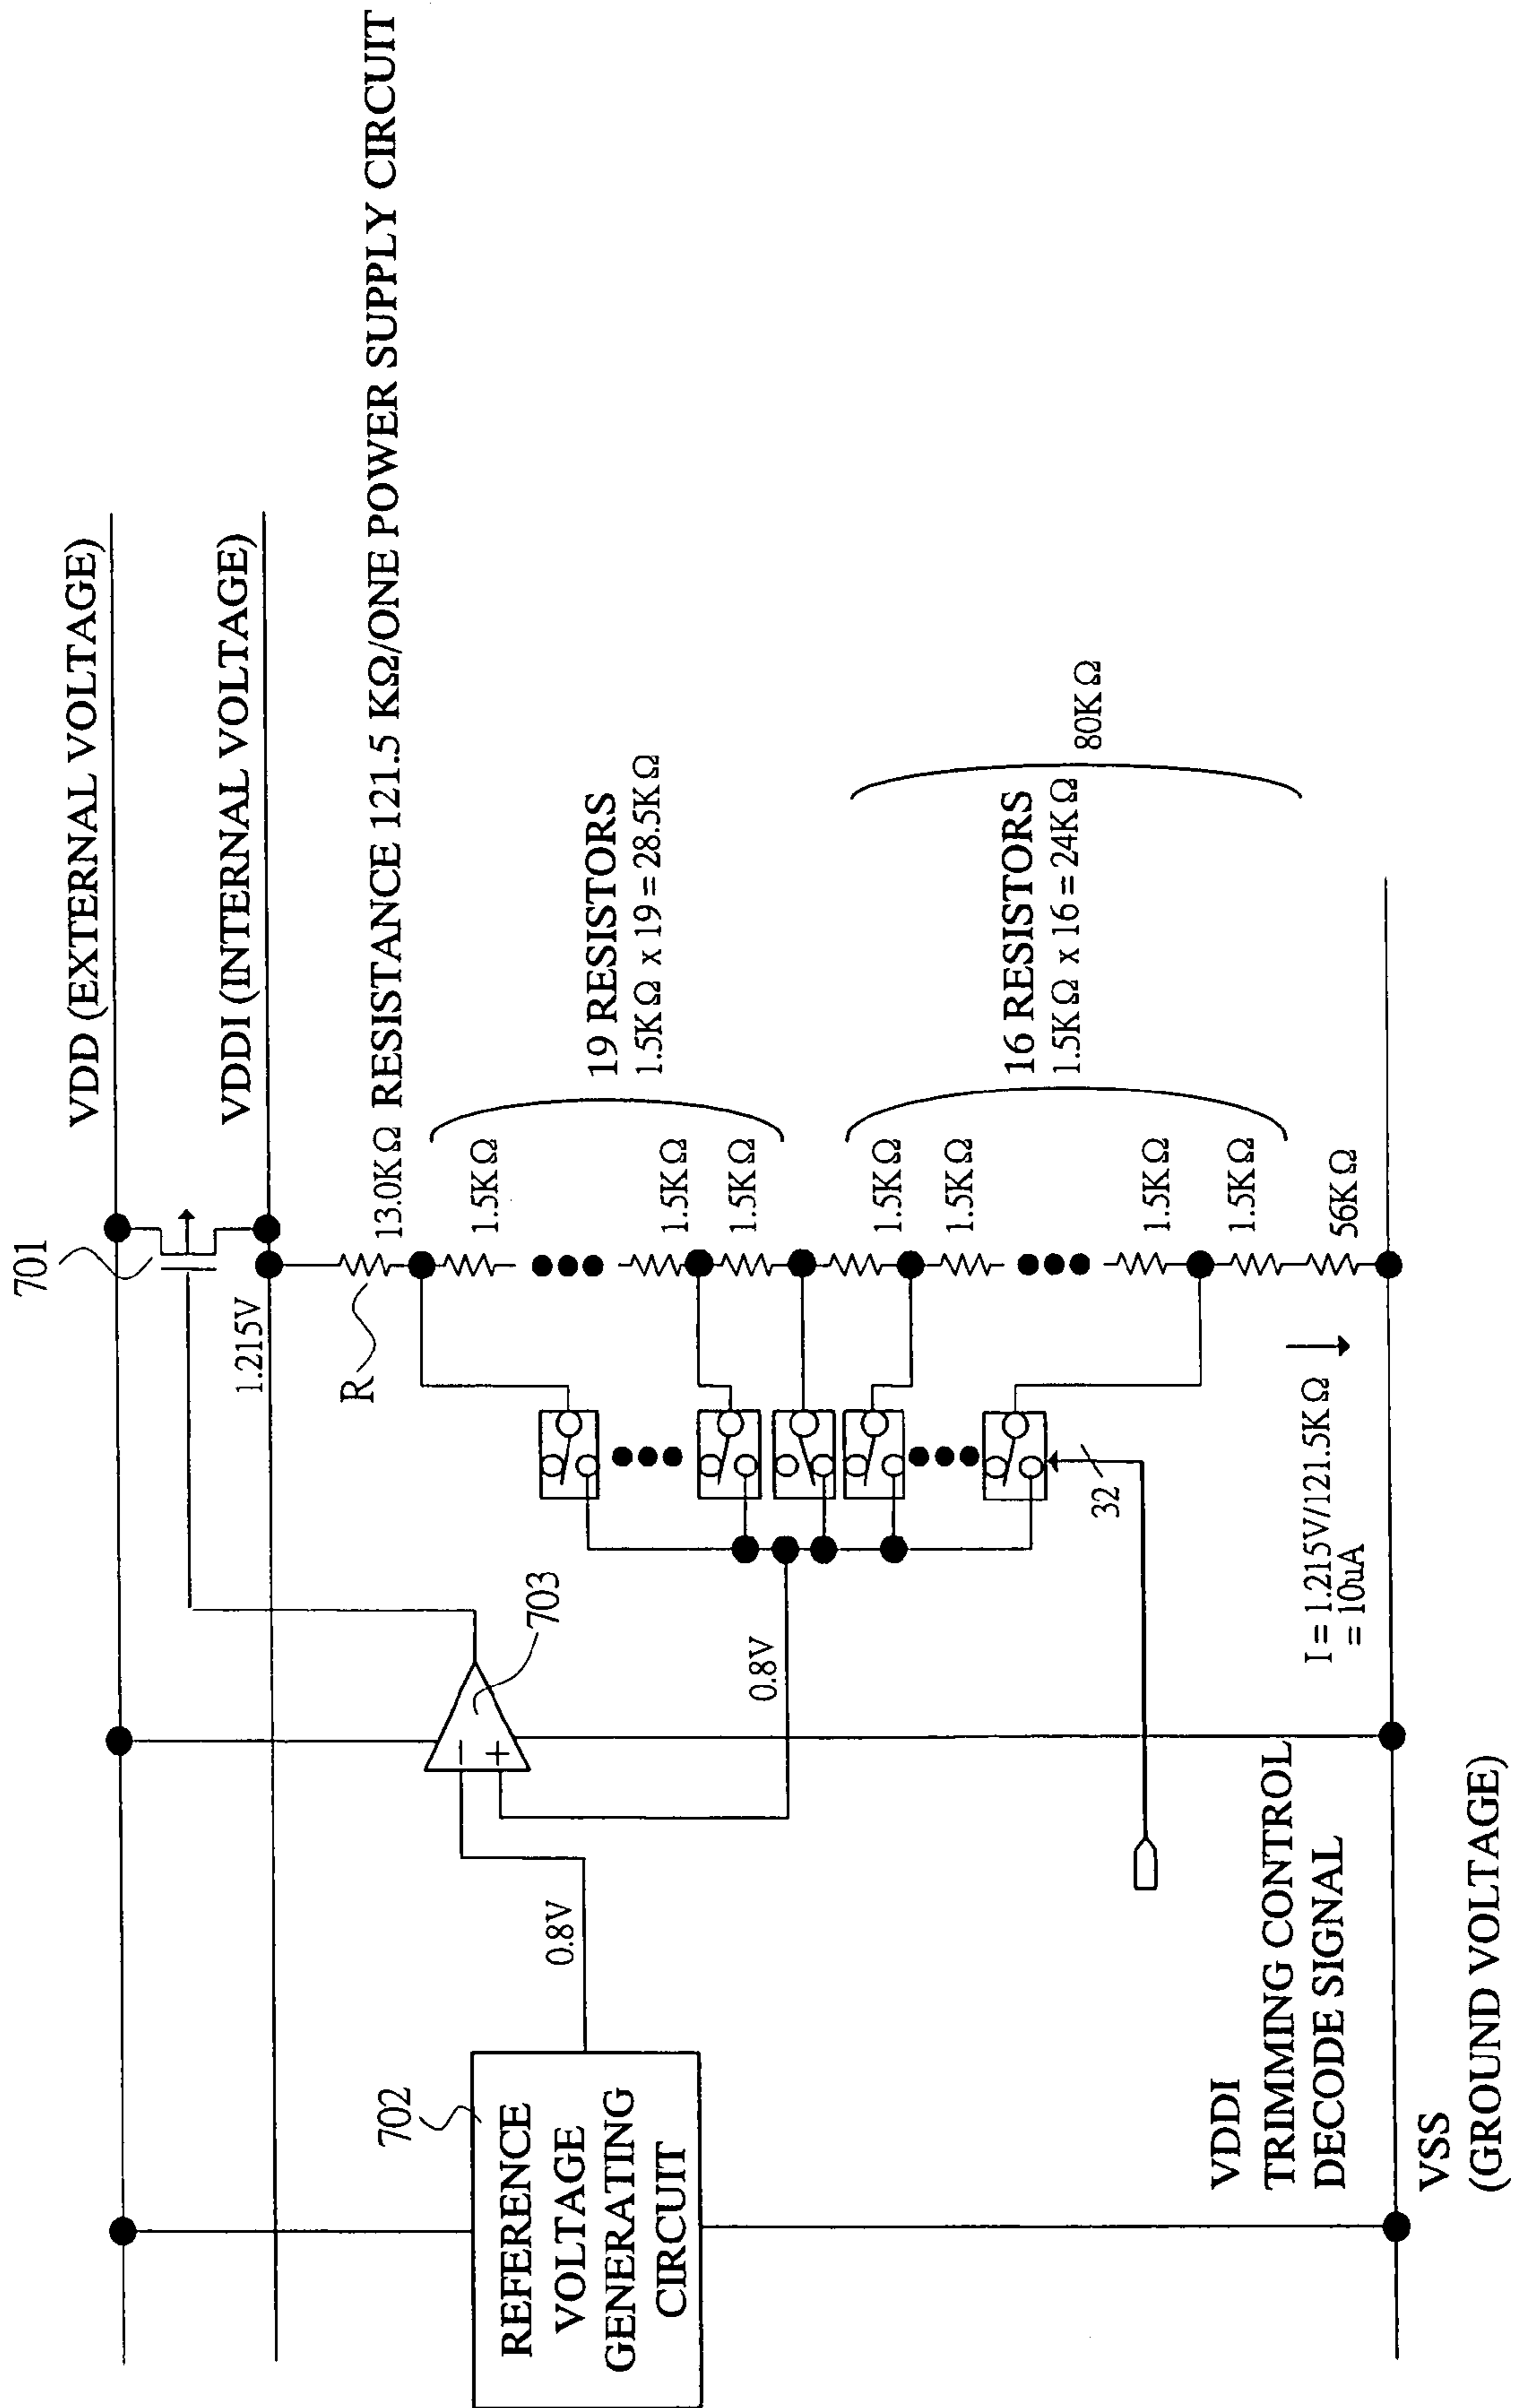 VDD (EXTERNAL VOLTAGE)
VDDI (INTERNAL VOLTAGE)
701
1.215V
R
13.0KΩ RESISTANCE 121.5 KΩ/ONE POWER SUPPLY CIRCUIT
1.5KΩ
1.5KΩ
1.5KΩ
19 RESISTORS
1.5KΩ x 19 = 28.5KΩ
1.5KΩ
1.5KΩ
1.5KΩ
1.5KΩ
16 RESISTORS
1.5KΩ x 16 = 24KΩ
80KΩ
56KΩ
703
−
+
0.8V
0.8V
32
I = 1.215V/121.5KΩ
= 10uA
702
REFERENCE
VOLTAGE
GENERATING
CIRCUIT
VDDI
TRIMMING CONTROL
DECODE SIGNAL
VSS
(GROUND VOLTAGE)